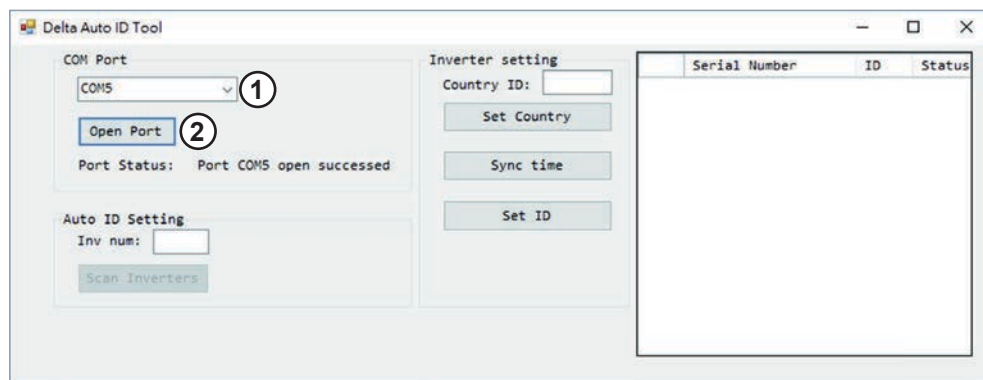 Delta Auto ID Tool
COM Port
COM5
1
Open Port
2
Port Status: Port COM5 open successed
Auto ID Setting
Inv num:
Scan Inverters
Inverter setting
Country ID:
Set Country
Sync time
Set ID
Serial Number ID Status